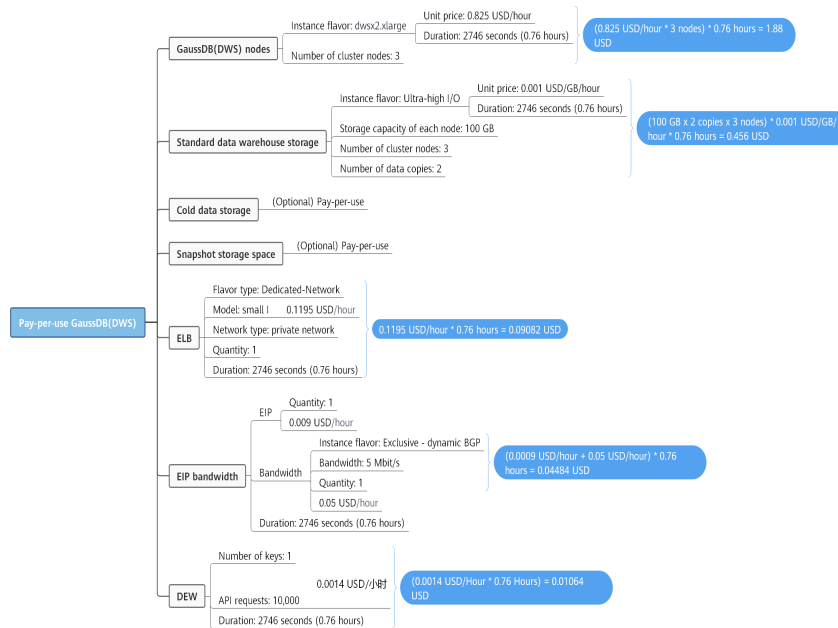 Pay-per-use GaussDB(DWS)
GaussDB(DWS) nodes
Instance flavor: dwsx2.xlarge
Unit price: 0.825 USD/hour
Duration: 2746 seconds (0.76 hours)
Number of cluster nodes: 3
(0.825 USD/hour * 3 nodes) * 0.76 hours = 1.88
USD
Standard data warehouse storage
Instance flavor: Ultra-high I/O
Unit price: 0.001 USD/GB/hour
Duration: 2746 seconds (0.76 hours)
Storage capacity of each node: 100 GB
Number of cluster nodes: 3
Number of data copies: 2
(100 GB x 2 copies x 3 nodes) * 0.001 USD/GB/
hour * 0.76 hours = 0.456 USD
Cold data storage
(Optional) Pay-per-use
Snapshot storage space
(Optional) Pay-per-use
ELB
Flavor type: Dedicated-Network
Model: small I 0.1195 USD/hour
Network type: private network
Quantity: 1
Duration: 2746 seconds (0.76 hours)
0.1195 USD/hour * 0.76 hours = 0.09082 USD
EIP bandwidth
EIP
Quantity: 1
0.009 USD/hour
Bandwidth
Instance flavor: Exclusive - dynamic BGP
Bandwidth: 5 Mbit/s
Quantity: 1
0.05 USD/hour
Duration: 2746 seconds (0.76 hours)
(0.0009 USD/hour + 0.05 USD/hour) * 0.76
hours = 0.04484 USD
DEW
Number of keys: 1
0.0014 USD/小时
API requests: 10,000
Duration: 2746 seconds (0.76 hours)
(0.0014 USD/Hour * 0.76 Hours) = 0.01064
USD